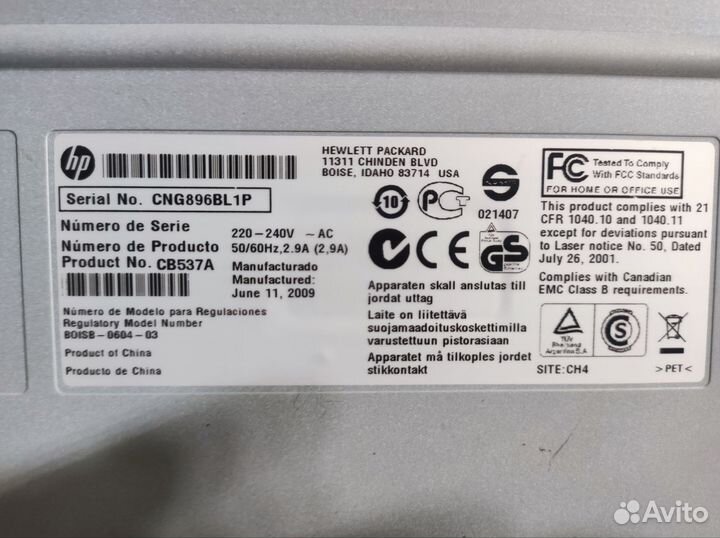 hp
HEWLETT PACKARD
11311 CHINDEN BLVD
BOISE, IDAHO 83714 USA
Serial No. CNG896BL1P
Número de Serie
220-240V ~ AC
Número de Producto
50/60Hz, 2.9A (2,9A)
Product No. CB537A
Manufacturado
Manufactured:
June 11, 2009
Número de Modelo para Regulaciones
Regulatory Model Number
BOISB-0604-03
Product of China
Producto de China
10
021407
CE
GS
Apparaten skall anslutas till
jordat uttag
Laite on liitettävä
suojamaadoituskoskettimilla
varustettuun pistorasiaan
Apparatet må tilkoples jordet
stikkontakt
FC Tested To Comply
With FCC Standards
FOR HOME OR OFFICE USE
This product complies with 21
CFR 1040.10 and 1040.11
except for deviations pursuant
to Laser notice No. 50, Dated
July 26, 2001.
Complies with Canadian
EMC Class B requirements.
TÜV
Rheinland
Argentina S.A
S
SITE:CH4
>PET<
Avito